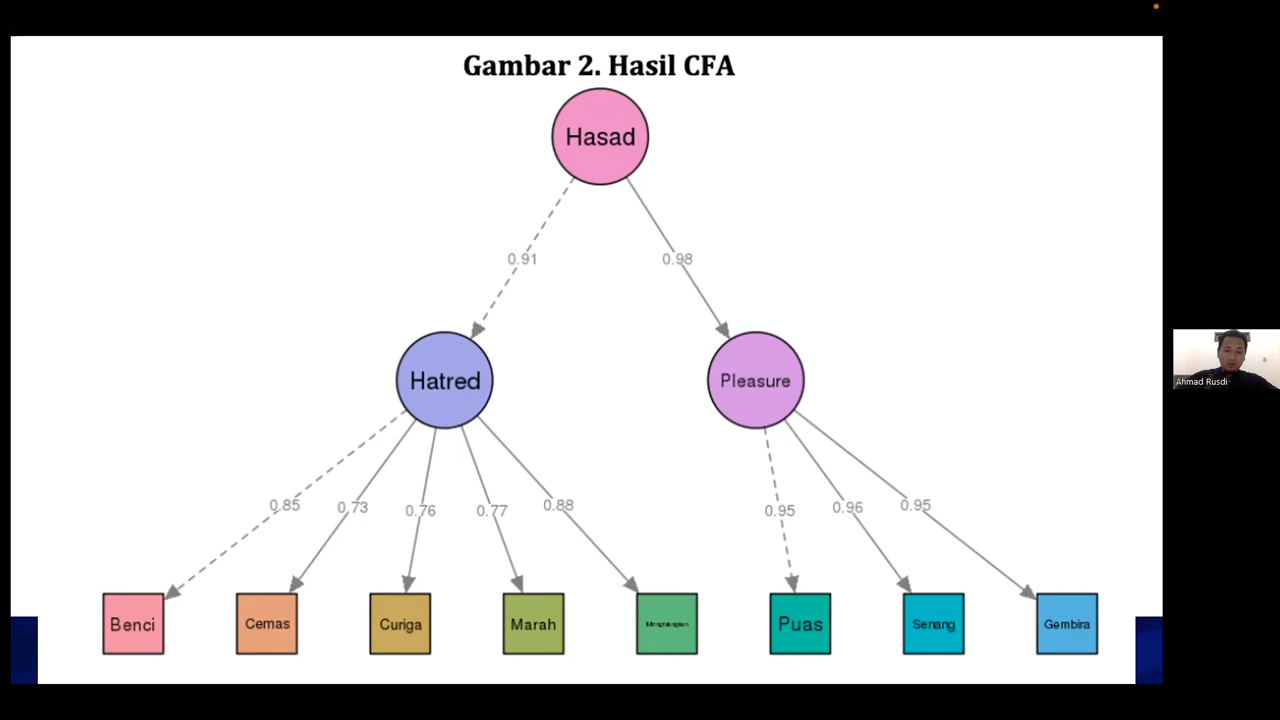 Gambar 2. Hasil CFA
Hasad
0.91
0.98
Hatred
Pleasure
0.85
0.73
0.76
0.77
0.88
0.95
0.96
0.95
Benci
Cemas
Curiga
Marah
Puas
Senang
Gembira
Ahmad Rusdi